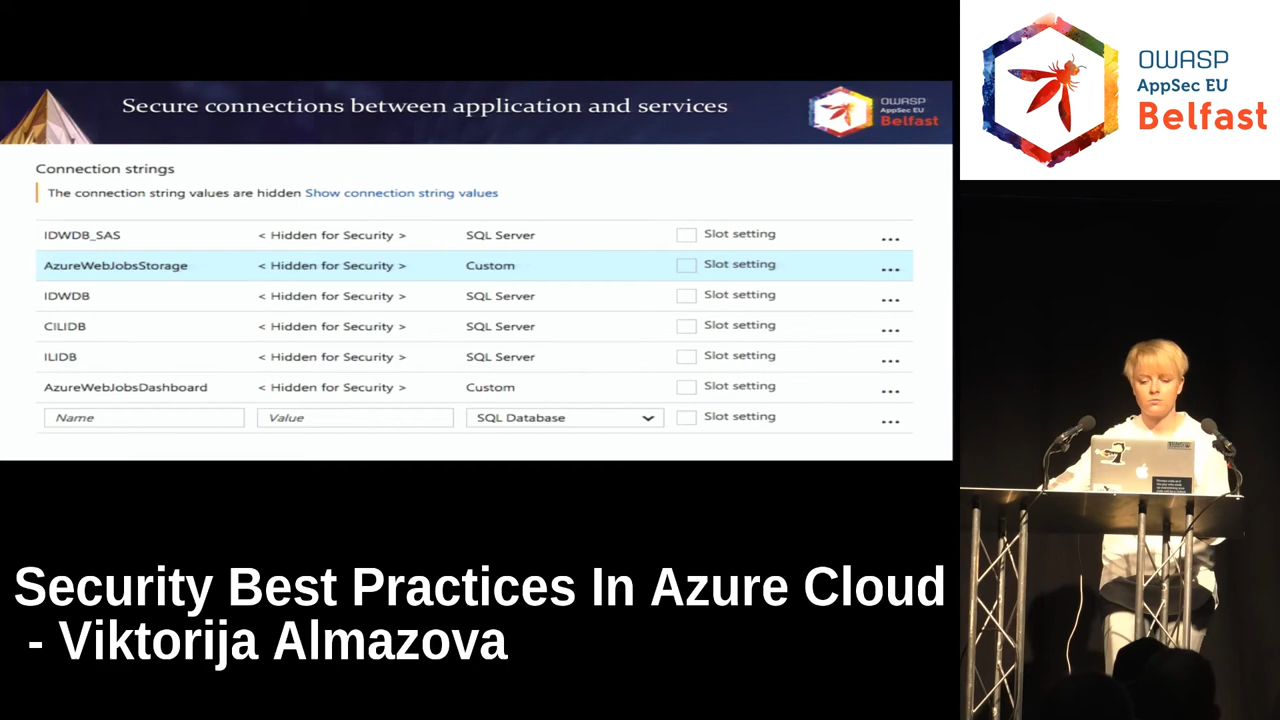 Secure connections between application and services
OWASP
AppSec EU
Belfast
Connection strings
The connection string values are hidden Show connection string values
IDWDB_SAS < Hidden for Security > SQL Server Slot setting ...
AzureWebJobsStorage < Hidden for Security > Custom Slot setting ...
IDWDB < Hidden for Security > SQL Server Slot setting ...
CILIDB < Hidden for Security > SQL Server Slot setting ...
ILIDB < Hidden for Security > SQL Server Slot setting ...
AzureWebJobsDashboard < Hidden for Security > Custom Slot setting ...
Name Value SQL Database Slot setting ...
OWASP
AppSec EU
Belfast
Security Best Practices In Azure Cloud
- Viktorija Almazova